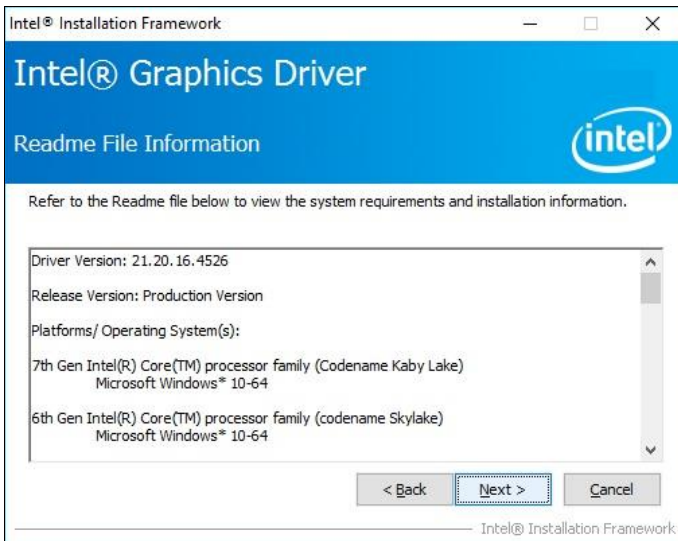 Intel® Installation Framework
Intel® Graphics Driver
Readme File Information
intel
Refer to the Readme file below to view the system requirements and installation information.
Driver Version: 21.20.16.4526
Release Version: Production Version
Platforms/ Operating System(s):
7th Gen Intel(R) Core(TM) processor family (Codename Kaby Lake)
Microsoft Windows* 10-64
6th Gen Intel(R) Core(TM) processor family (codename Skylake)
Microsoft Windows* 10-64
< Back Next > Cancel
Intel® Installation Framework